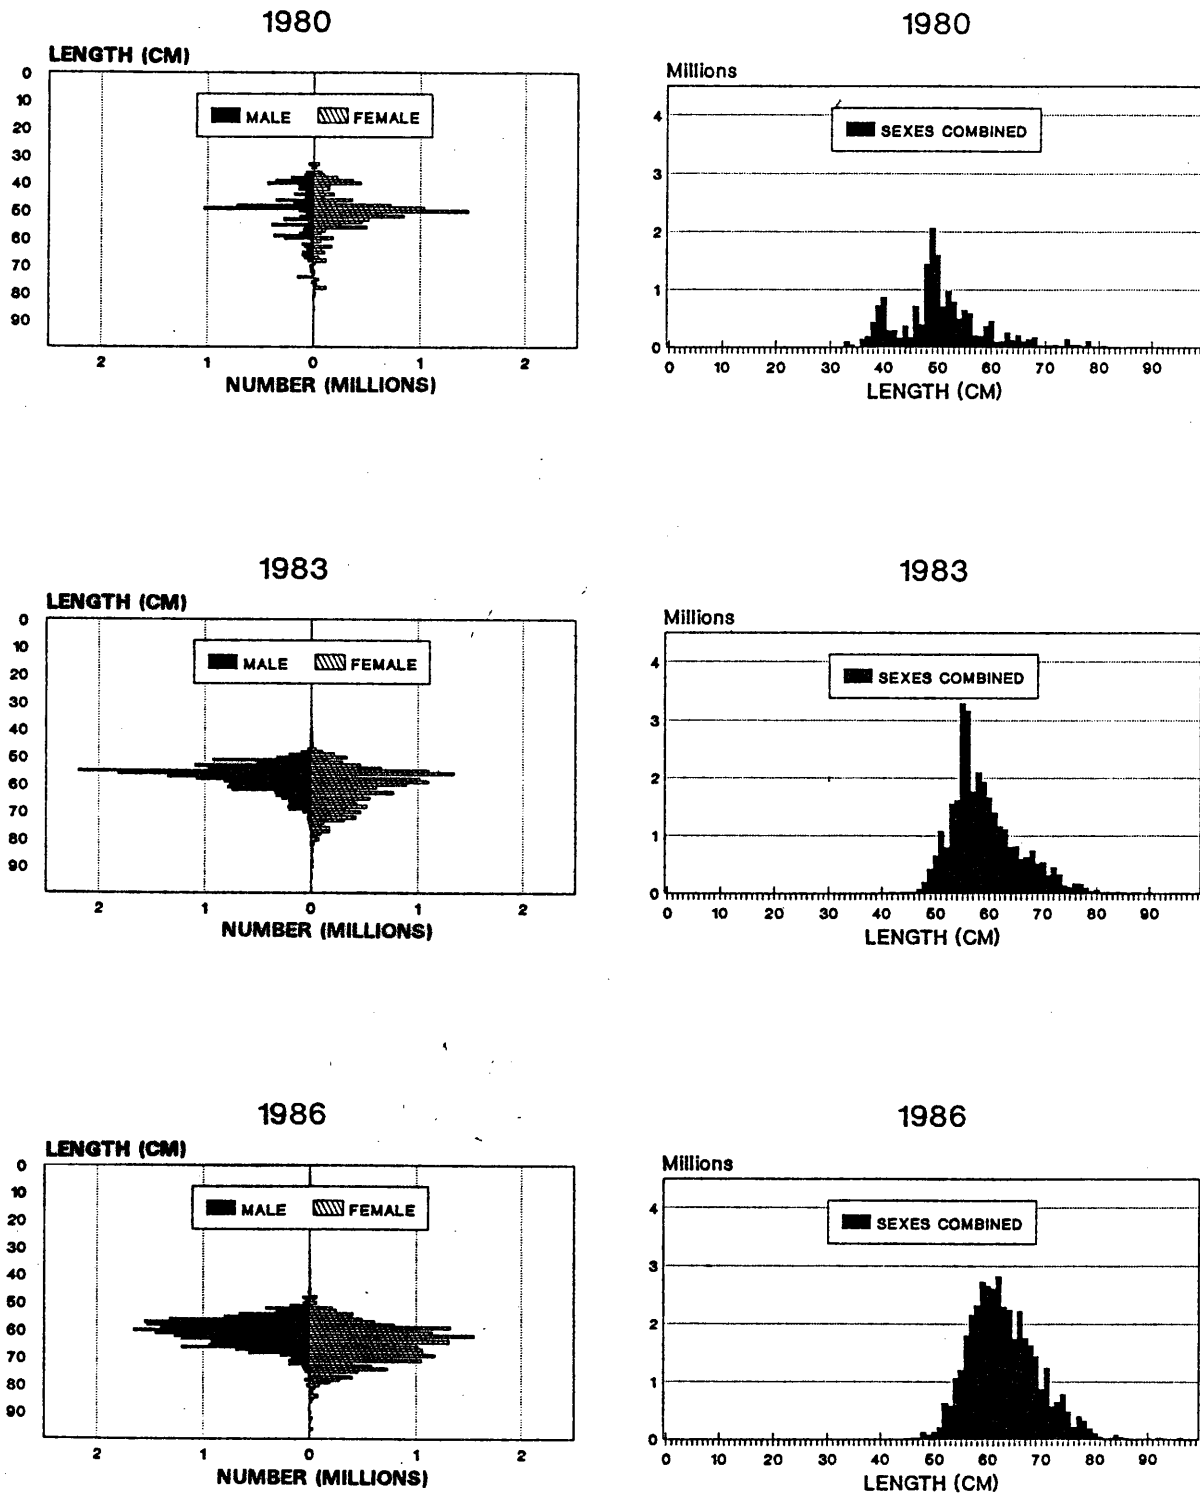 1980
LENGTH (CM)
0
10
20
30
40
50
60
70
80
90
MALE FEMALE
2 1 0 1 2
NUMBER (MILLIONS)
1980
Millions
4
3
2
1
0
SEXES COMBINED
0 10 20 30 40 50 60 70 80 90
LENGTH (CM)
1983
LENGTH (CM)
0
10
20
30
40
50
60
70
80
90
MALE FEMALE
2 1 0 1 2
NUMBER (MILLIONS)
1983
Millions
4
3
2
1
0
SEXES COMBINED
0 10 20 30 40 50 60 70 80 90
LENGTH (CM)
1986
LENGTH (CM)
0
10
20
30
40
50
60
70
80
90
MALE FEMALE
2 1 0 1 2
NUMBER (MILLIONS)
1986
Millions
4
3
2
1
0
SEXES COMBINED
0 10 20 30 40 50 60 70 80 90
LENGTH (CM)